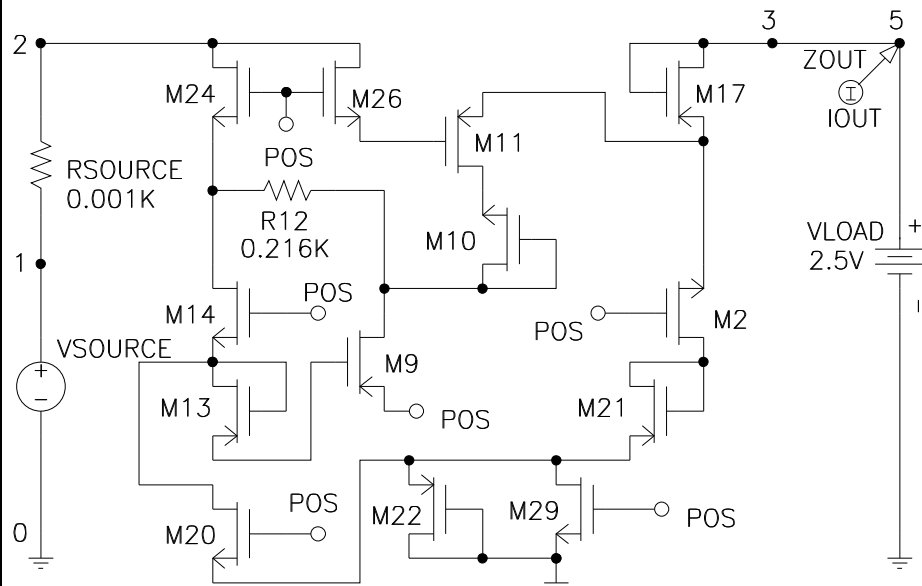 2
3
5
ZOUT
M24
M26
M17
I
IOUT
M11
POS
RSOURCE
0.001K
R12
0.216K
M10
VLOAD
2.5V
+
1
POS
M14
POS
M2
VSOURCE
M9
+
-
M13
POS
M21
-
0
M20
POS
M22
M29
POS